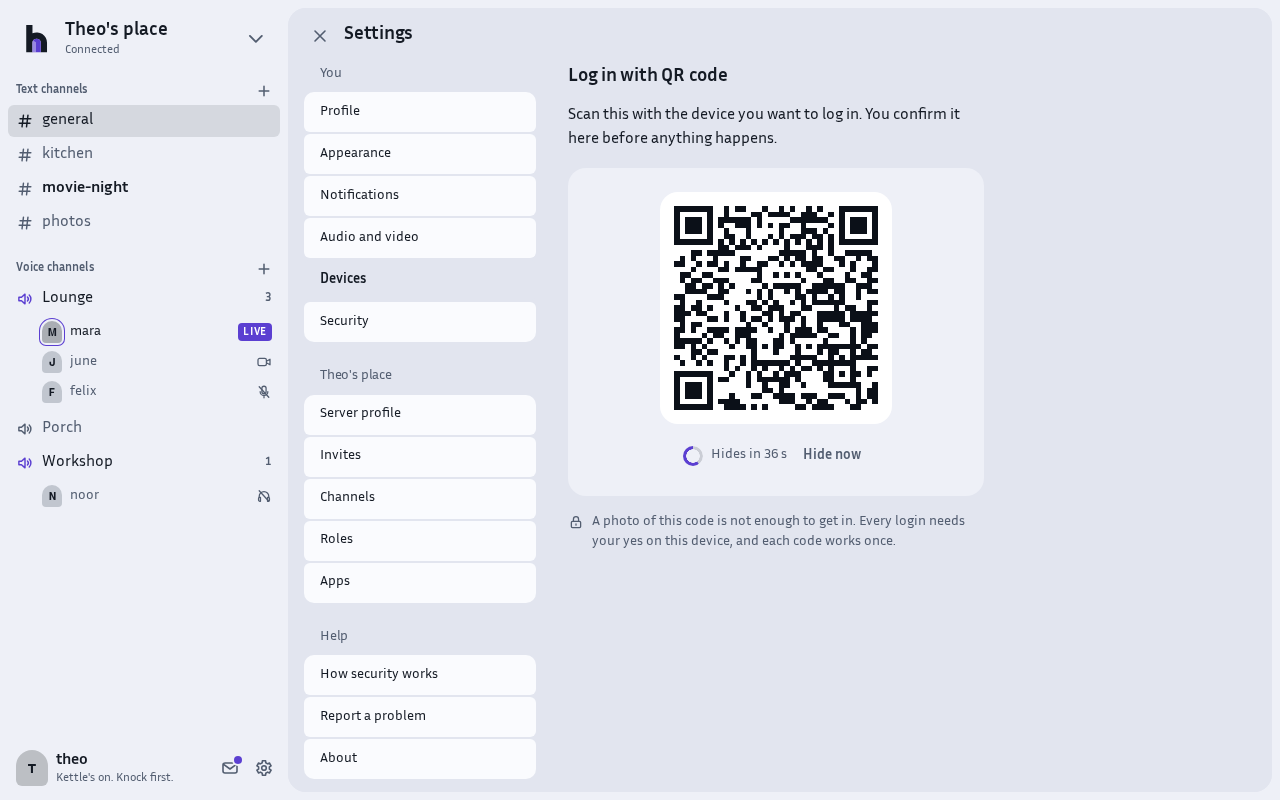 Theo's place
Connected
Text channels
general
kitchen
movie-night
photos
Voice channels
Lounge
3
M
mara
LIVE
J
june
F
felix
Porch
Workshop
1
N
noor
T
theo
Kettle's on. Knock first.
Settings
You
Profile
Appearance
Notifications
Audio and video
Devices
Security
Theo's place
Server profile
Invites
Channels
Roles
Apps
Help
How security works
Report a problem
About
Log in with QR code
Scan this with the device you want to log in. You confirm it
here before anything happens.
Hides in 36 s
Hide now
A photo of this code is not enough to get in. Every login needs
your yes on this device, and each code works once.